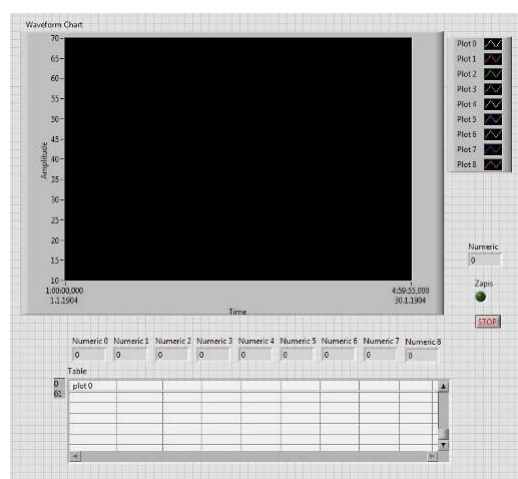 Waveform Chart
70
65
60
55
50
45
40
35
30
25
20
15
10
Amplitude
1:00:00,000
1.1.1904
4:59:55,000
30.1.1904
Time
Plot 0
Plot 1
Plot 2
Plot 3
Plot 4
Plot 5
Plot 6
Plot 7
Plot 8
Numeric
0
Zapis
STOP
Numeric 0 Numeric 1 Numeric 2 Numeric 3 Numeric 4 Numeric 5 Numeric 6 Numeric 7 Numeric 8
0 0 0 0 0 0 0 0 0
Table
0
61
plot 0